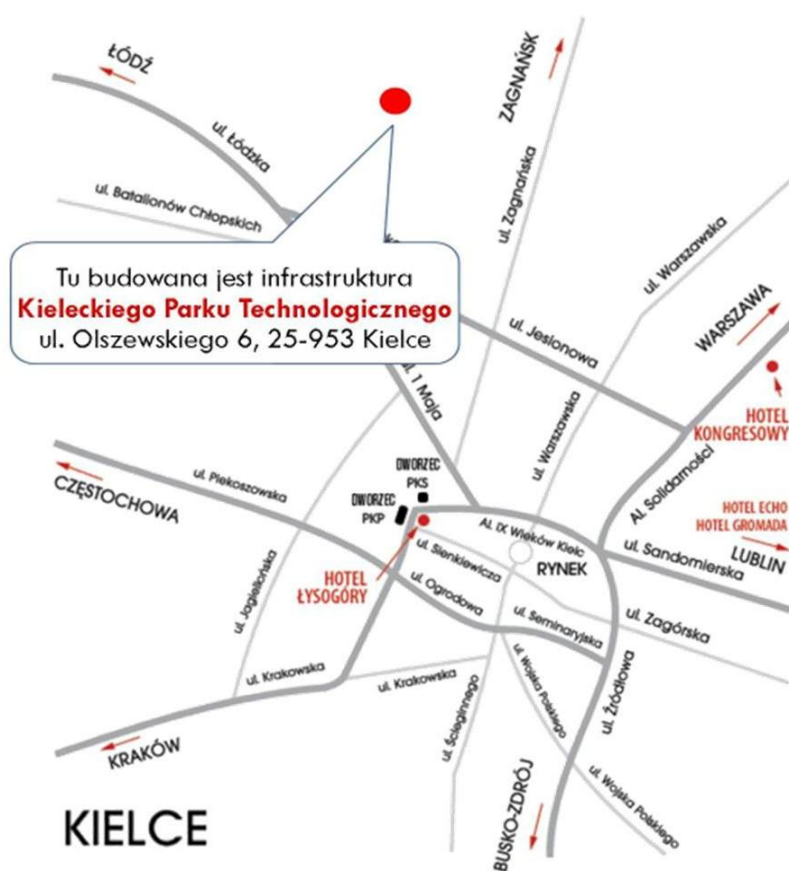 ŁÓDŹ
ul. Łódzka
ul. Batalionów Chłopskich
ZAGNAŃSK
ul. Zagnańska
ul. Warszawska
WARSZAWA
Tu budowana jest infrastruktura
Kieleckiego Parku Technologicznego
ul. Olszewskiego 6, 25-953 Kielce
ul. Jesionowa
1 Maja
ul. Warszawska
HOTEL
KONGRESOWY
Al. Solidarności
CZĘSTOCHOWA
ul. Piekoszowska
DWORZEC
PKS
DWORZEC
PKP
Al. IX Wieków Kielc
HOTEL ECHO
HOTEL GROMADA
LUBLIN
ul. Sandomierska
ul. Sienkiewicza
RYNEK
HOTEL
ŁYSOGÓRY
ul. Jagiellońska
ul. Ogrodowa
ul. Seminaryjska
ul. Zagórska
ul. Krakowska
ul. Krakowska
ul. Ściegiennego
ul. Wojska Polskiego
ul. Źródłowa
KRAKÓW
ul. Wojska Polskiego
BUSKO-ZDRÓJ
KIELCE